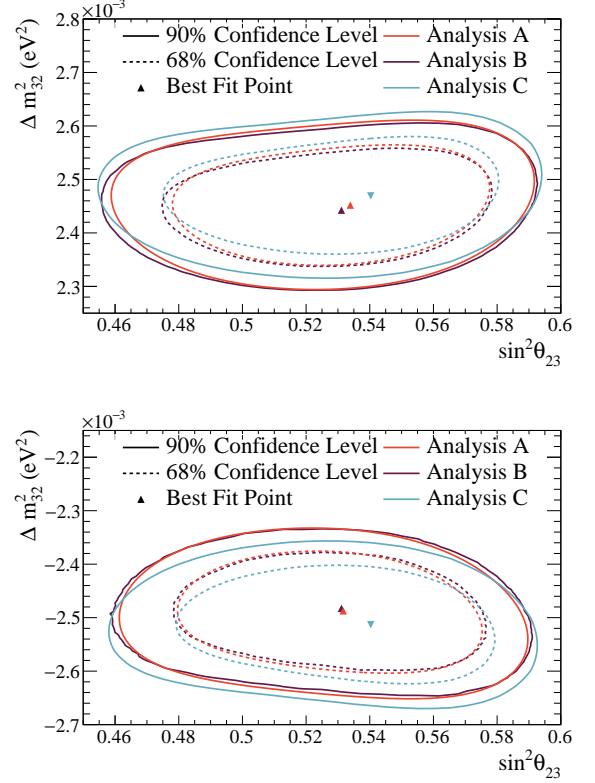 ×10⁻³
2.8
90% Confidence Level
Analysis A
68% Confidence Level
Analysis B
Best Fit Point
Analysis C
2.7
2.6
2.5
2.4
2.3
Δ m²₃₂ (eV²)
0.46 0.48 0.5 0.52 0.54 0.56 0.58 0.6
sin²θ₂₃
×10⁻³
90% Confidence Level
Analysis A
68% Confidence Level
Analysis B
Best Fit Point
Analysis C
−2.2
−2.3
−2.4
−2.5
−2.6
−2.7
Δ m²₃₂ (eV²)
0.46 0.48 0.5 0.52 0.54 0.56 0.58 0.6
sin²θ₂₃